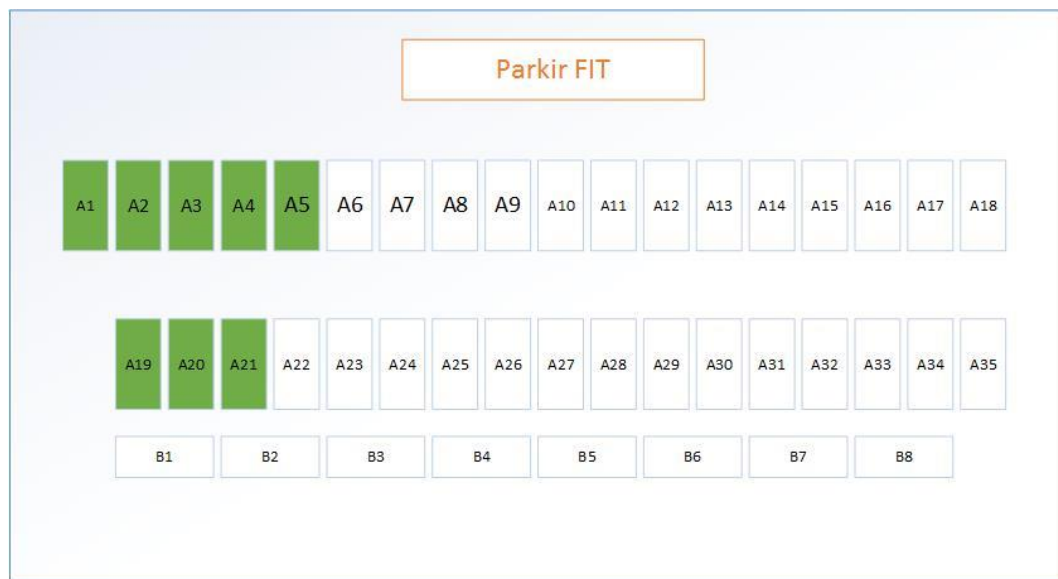 Parkir FIT
A1 A2 A3 A4 A5 A6 A7 A8 A9 A10 A11 A12 A13 A14 A15 A16 A17 A18
A19 A20 A21 A22 A23 A24 A25 A26 A27 A28 A29 A30 A31 A32 A33 A34 A35
B1 B2 B3 B4 B5 B6 B7 B8